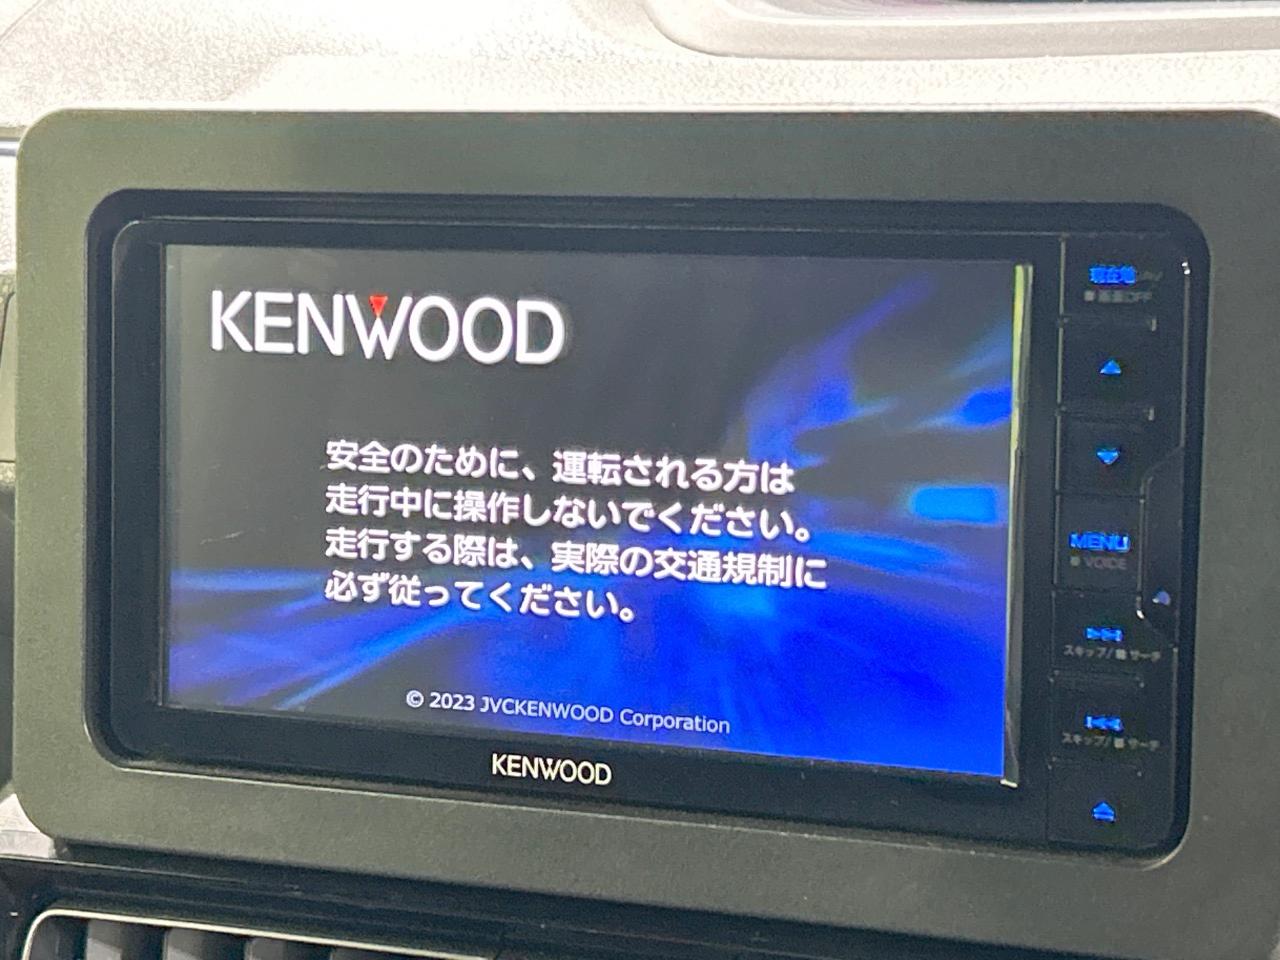 KENWOOD
安全のために、運転される方は
走行中に操作しないでください。
走行する際は、実際の交通規制に
必ず従ってください。
© 2023 JVCKENWOOD Corporation
KENWOOD
現在地
画面OFF
MENU
VOICE
スキップ/サーチ
スキップ/サーチ